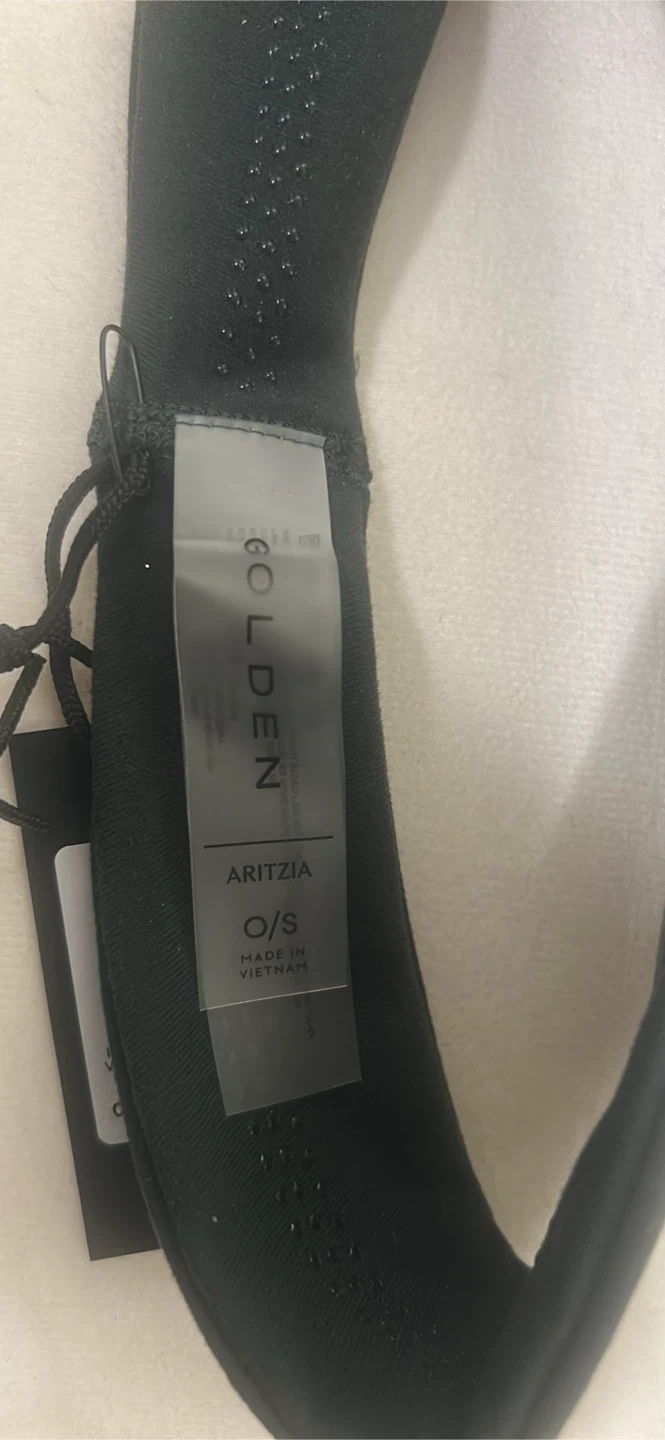 GOLDEN
ARITZIA
O/S
MADE IN
VIETNAM